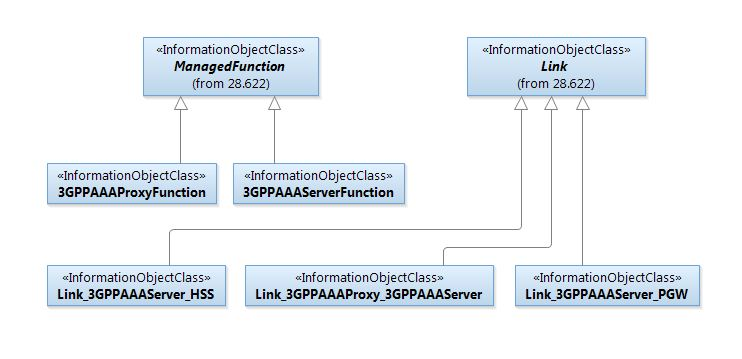 «InformationObjectClass»
ManagedFunction
(from 28.622)
«InformationObjectClass»
Link
(from 28.622)
«InformationObjectClass»
3GPPAAAProxyFunction
«InformationObjectClass»
3GPPAAAServerFunction
«InformationObjectClass»
Link_3GPPAAAServer_HSS
«InformationObjectClass»
Link_3GPPAAAProxy_3GPPAAAServer
«InformationObjectClass»
Link_3GPPAAAServer_PGW